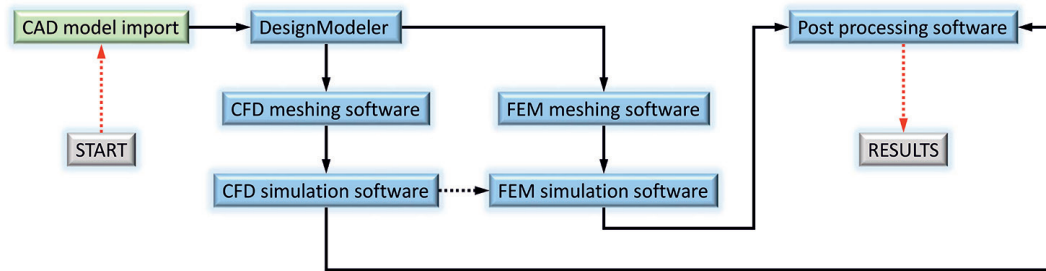 CAD model import
DesignModeler
Post processing software
CFD meshing software
FEM meshing software
START
RESULTS
CFD simulation software
FEM simulation software